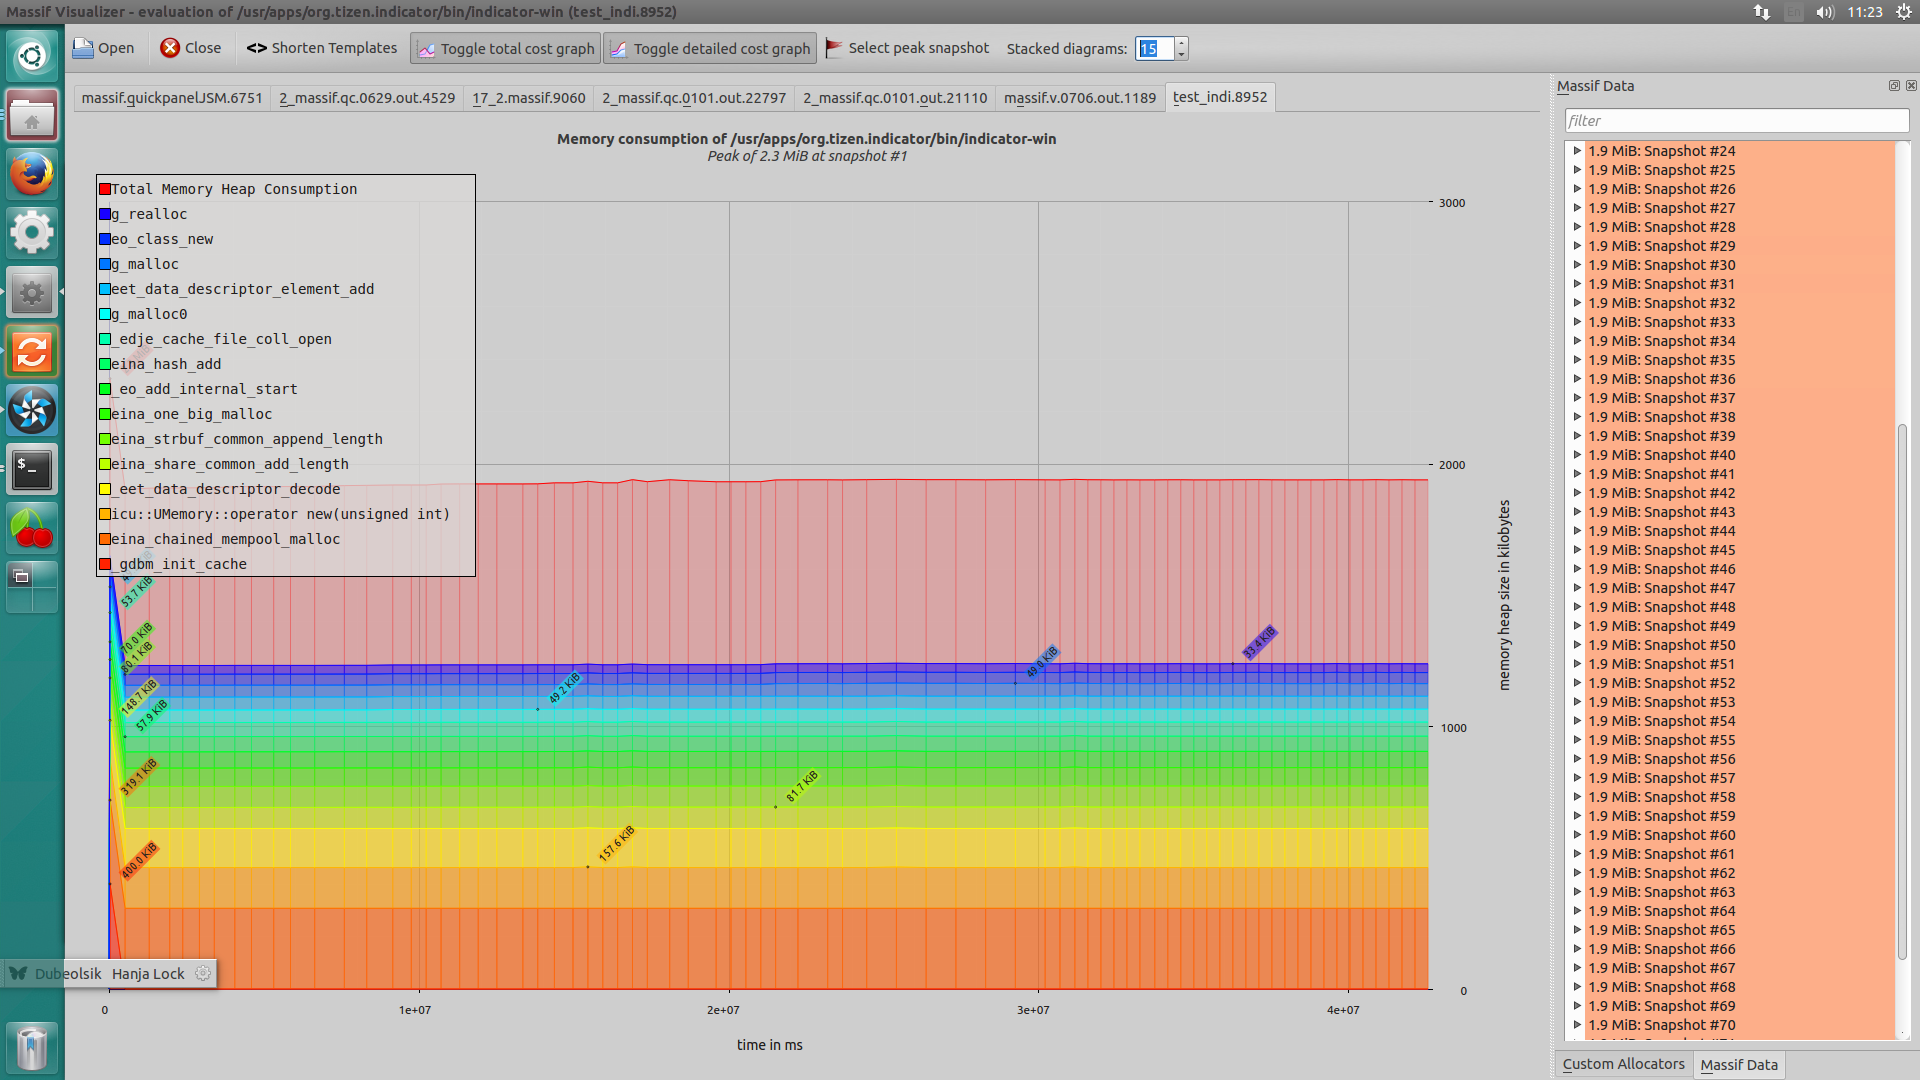 Massif Visualizer - evaluation of /usr/apps/org.tizen.indicator/bin/indicator-win (test_indi.8952)
En 11:23
Open Close <> Shorten Templates Toggle total cost graph Toggle detailed cost graph Select peak snapshot Stacked diagrams: 15
massif.quickpanelJSM.6751 2_massif.qc.0629.out.4529 17_2.massif.9060 2_massif.qc.0101.out.22797 2_massif.qc.0101.out.21110 massif.v.0706.out.1189 test_indi.8952
Memory consumption of /usr/apps/org.tizen.indicator/bin/indicator-win
Peak of 2.3 MiB at snapshot #1
Total Memory Heap Consumption
g_realloc
eo_class_new
g_malloc
eet_data_descriptor_element_add
g_malloc0
_edje_cache_file_coll_open
eina_hash_add
_eo_add_internal_start
eina_one_big_malloc
eina_strbuf_common_append_length
eina_share_common_add_length
_eet_data_descriptor_decode
icu::UMemory::operator new(unsigned int)
eina_chained_mempool_malloc
_gdbm_init_cache
53.7 KiB
70.0 KiB
80.1 KiB
148.7 KiB
57.9 KiB
319.1 KiB
400.0 KiB
49.2 KiB
157.6 KiB
81.7 KiB
49.0 KiB
33.4 KiB
3000
2000
1000
0
memory heap size in kilobytes
0 1e+07 2e+07 3e+07 4e+07
time in ms
Dubeolsik Hanja Lock
$
Massif Data
filter
1.9 MiB: Snapshot #24
1.9 MiB: Snapshot #25
1.9 MiB: Snapshot #26
1.9 MiB: Snapshot #27
1.9 MiB: Snapshot #28
1.9 MiB: Snapshot #29
1.9 MiB: Snapshot #30
1.9 MiB: Snapshot #31
1.9 MiB: Snapshot #32
1.9 MiB: Snapshot #33
1.9 MiB: Snapshot #34
1.9 MiB: Snapshot #35
1.9 MiB: Snapshot #36
1.9 MiB: Snapshot #37
1.9 MiB: Snapshot #38
1.9 MiB: Snapshot #39
1.9 MiB: Snapshot #40
1.9 MiB: Snapshot #41
1.9 MiB: Snapshot #42
1.9 MiB: Snapshot #43
1.9 MiB: Snapshot #44
1.9 MiB: Snapshot #45
1.9 MiB: Snapshot #46
1.9 MiB: Snapshot #47
1.9 MiB: Snapshot #48
1.9 MiB: Snapshot #49
1.9 MiB: Snapshot #50
1.9 MiB: Snapshot #51
1.9 MiB: Snapshot #52
1.9 MiB: Snapshot #53
1.9 MiB: Snapshot #54
1.9 MiB: Snapshot #55
1.9 MiB: Snapshot #56
1.9 MiB: Snapshot #57
1.9 MiB: Snapshot #58
1.9 MiB: Snapshot #59
1.9 MiB: Snapshot #60
1.9 MiB: Snapshot #61
1.9 MiB: Snapshot #62
1.9 MiB: Snapshot #63
1.9 MiB: Snapshot #64
1.9 MiB: Snapshot #65
1.9 MiB: Snapshot #66
1.9 MiB: Snapshot #67
1.9 MiB: Snapshot #68
1.9 MiB: Snapshot #69
1.9 MiB: Snapshot #70
Custom Allocators Massif Data